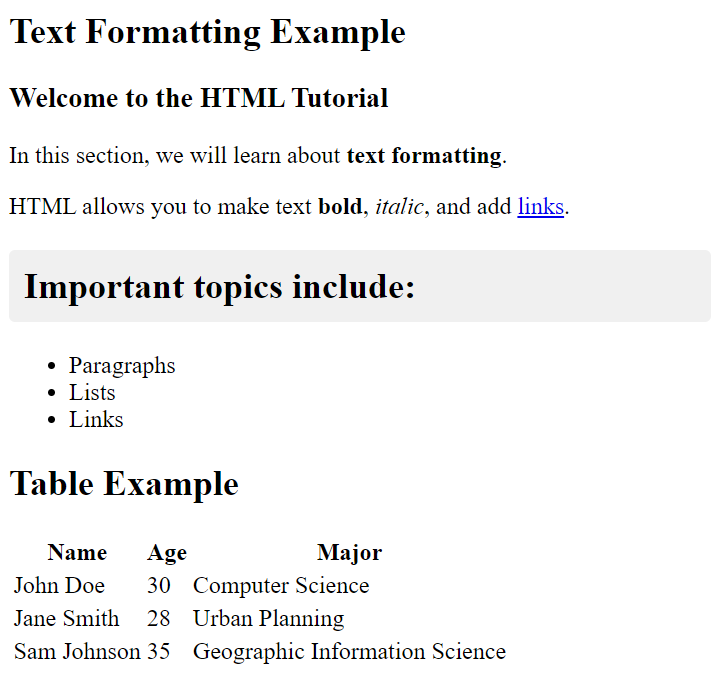 Text Formatting Example
Welcome to the HTML Tutorial
In this section, we will learn about text formatting.
HTML allows you to make text bold, italic, and add links.
Important topics include:
• Paragraphs
• Lists
• Links
Table Example
Name Age Major
John Doe 30 Computer Science
Jane Smith 28 Urban Planning
Sam Johnson 35 Geographic Information Science